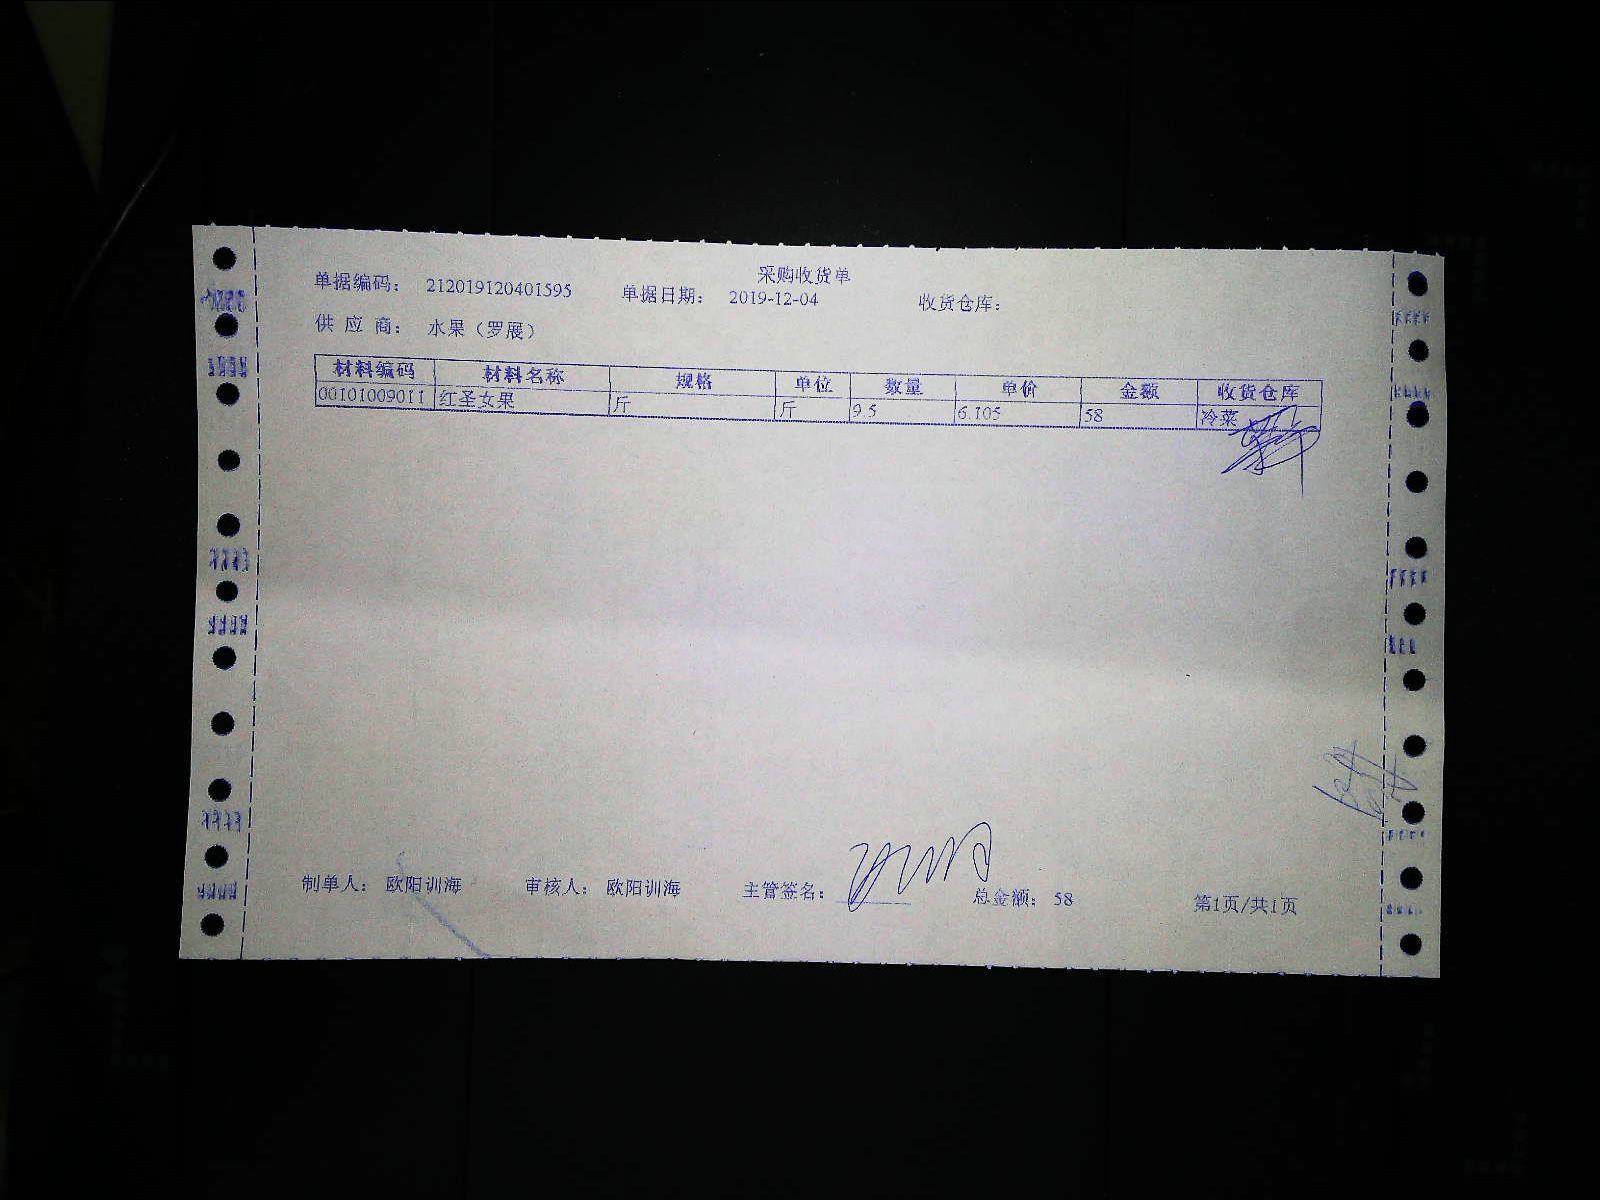 采购收货单
单据编码: 212019120401595 单据日期: 2019-12-04 收货仓库:
供 应 商: 水果（罗展）
材料编码 材料名称 规格 单位 数量 单价 金额 收货仓库
00101009011 红圣女果 斤 斤 9.5 6.105 58 冷菜
制单人: 欧阳训海 审核人: 欧阳训海 主管签名: 总金额: 58 第1页/共1页